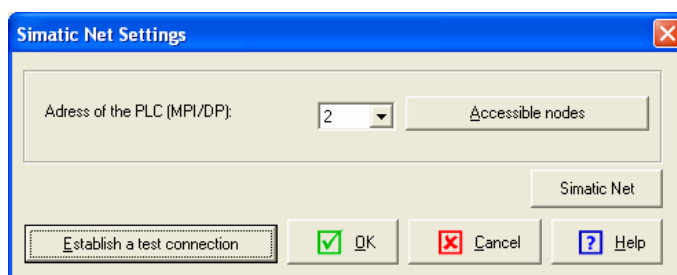 Simatic Net Settings
Adress of the PLC (MPI/DP):
2
Accessible nodes
Simatic Net
Establish a test connection
OK
Cancel
? Help